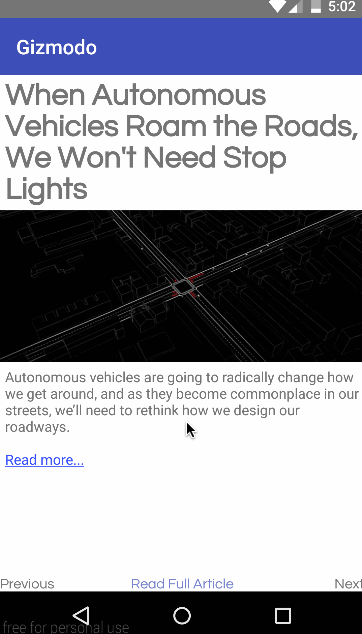 5:02
Gizmodo
When Autonomous
Vehicles Roam the Roads,
We Won't Need Stop
Lights
Autonomous vehicles are going to radically change how
we get around, and as they become commonplace in our
streets, we'll need to rethink how we design our
roadways.
Read more...
Previous Read Full Article Next
free for personal use